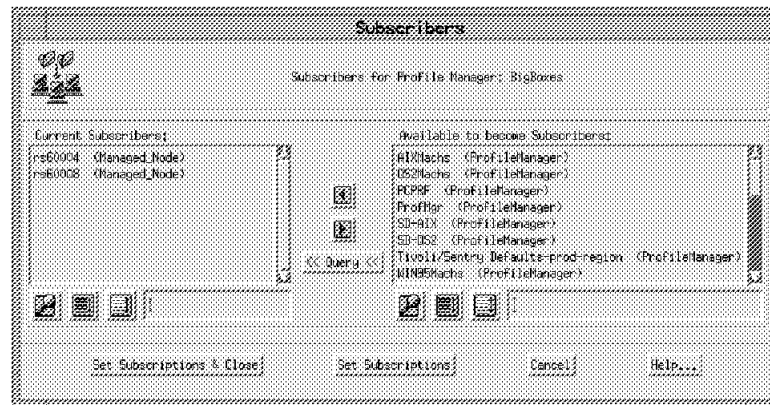 Subscribers
Subscribers for Profile Manager: BigBoxes
Current Subscribers:
rs60004 (Managed_Node)
rs60008 (Managed_Node)
Available to become Subscribers:
AIXMachs (ProfileManager)
OS2Machs (ProfileManager)
PCPRF (ProfileManager)
ProfMgr (ProfileManager)
SD-AIX (ProfileManager)
SD-OS2 (ProfileManager)
Tivoli/Sentry Defaults-prod-region (ProfileManager)
WIN95Machs (ProfileManager)
<< Query <<
Set Subscriptions & Close
Set Subscriptions
Cancel
Help...